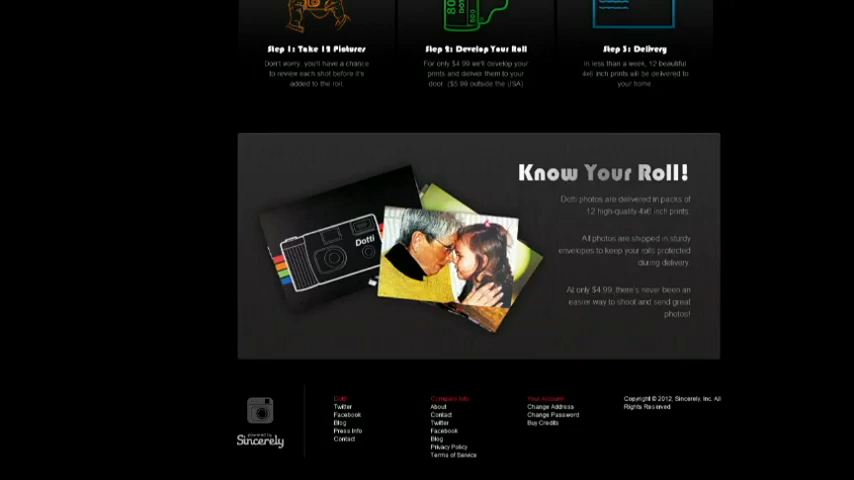 80
DOTTI
Step 1: Take 12 Pictures
Don't worry, you'll have a chance
to review each shot before it's
added to the roll.
Step 2: Develop Your Roll
For only $4.99 we'll develop your
prints and deliver them to your
door. ($5.99 outside the USA)
Step 3: Delivery
In less than a week, 12 beautiful
4x6 inch prints will be delivered to
your home.
Know Your Roll!
Dotti photos are delivered in packs of
12 high-quality 4x6 inch prints.
All photos are shipped in sturdy
envelopes to keep your rolls protected
during delivery.
At only $4.99, there's never been an
easier way to shoot and send great
photos!
Dotti
powered by
Sincerely
Dotti
Twitter
Facebook
Blog
Press Info
Contact
Company Info
About
Contact
Twitter
Facebook
Blog
Privacy Policy
Terms of Service
Your Account
Change Address
Change Password
Buy Credits
Copyright © 2012, Sincerely, Inc. All
Rights Reserved